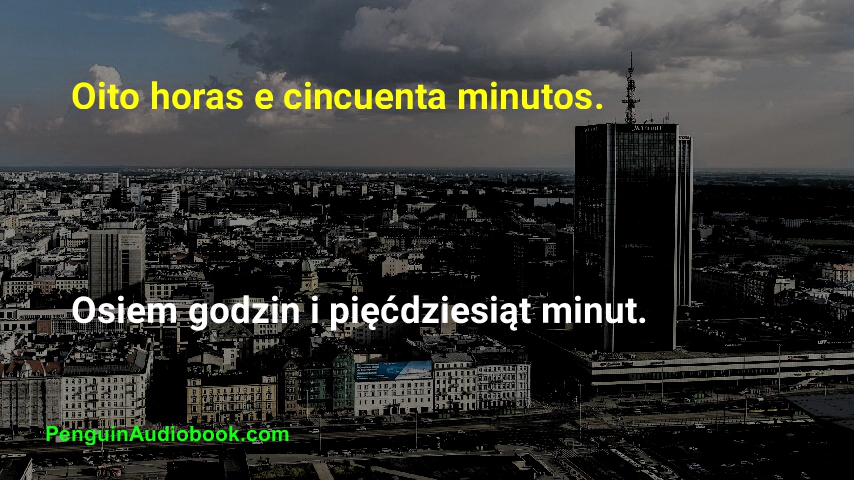 Oito horas e cincuenta minutos.
Osiem godzin i pięćdziesiąt minut.
PenguinAudiobook.com